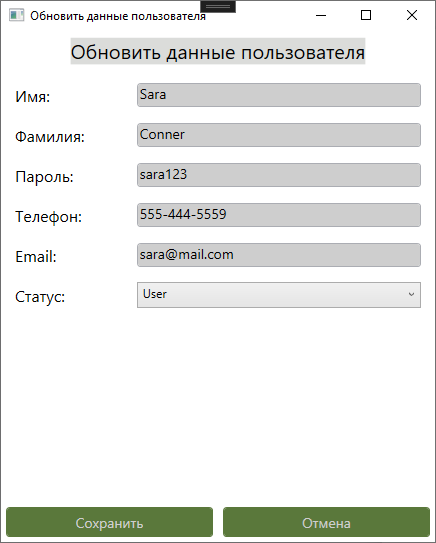 Обновить данные пользователя
Обновить данные пользователя
Имя: Sara
Фамилия: Conner
Пароль: sara123
Телефон: 555-444-5559
Email: sara@mail.com
Статус: User
Сохранить Отмена